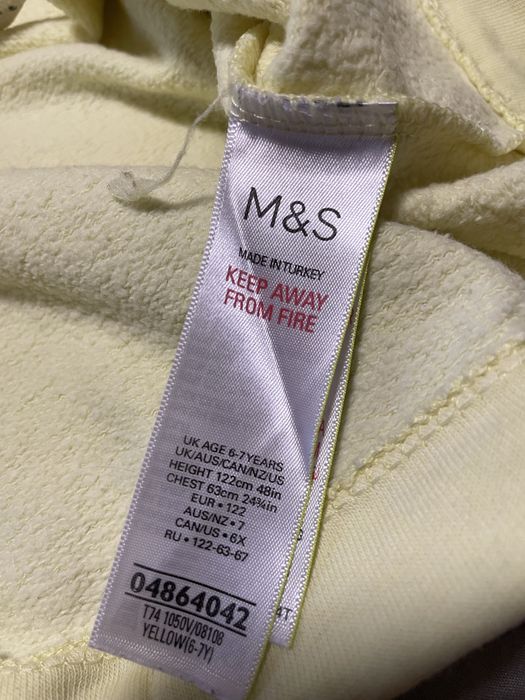 M&S
MADE IN TURKEY
KEEP AWAY
FROM FIRE
UK AGE 6-7YEARS
UK/AUS/CAN/NZ/US
HEIGHT 122cm 48in
CHEST 63cm 24¾in
EUR • 122
AUS/NZ • 7
CAN/US • 6X
RU • 122-63-67
04864042
T74 1050V/08108
YELLOW(6-7Y)